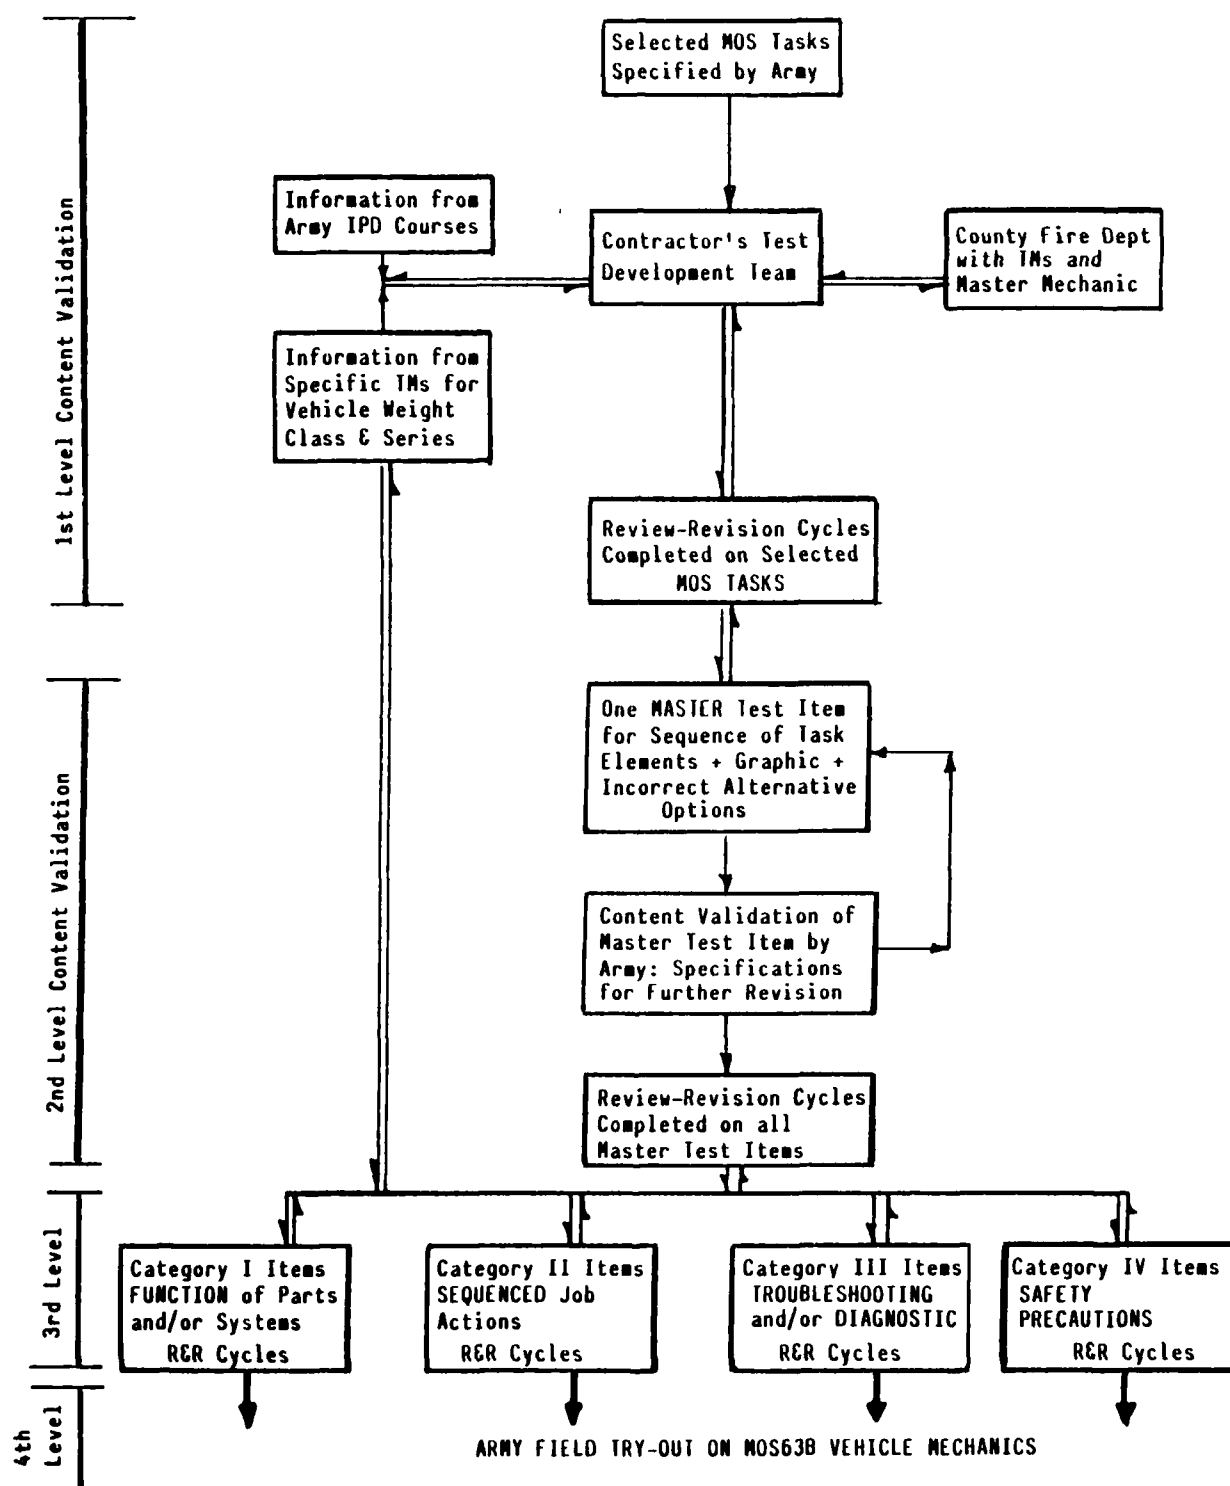 Selected MOS Tasks
Specified by Army
Information from
Army IPD Courses
Contractor's Test
Development Team
County Fire Dept
with TMs and
Master Mechanic
Information from
Specific TMs for
Vehicle Weight
Class & Series
1st Level Content Validation
Review-Revision Cycles
Completed on Selected
MOS TASKS
One MASTER Test Item
for Sequence of Task
Elements + Graphic +
Incorrect Alternative
Options
Content Validation of
Master Test Item by
Army: Specifications
for Further Revision
2nd Level Content Validation
Review-Revision Cycles
Completed on all
Master Test Items
3rd Level
Category I Items
FUNCTION of Parts
and/or Systems
R&R Cycles
Category II Items
SEQUENCED Job
Actions
R&R Cycles
Category III Items
TROUBLESHOOTING
and/or DIAGNOSTIC
R&R Cycles
Category IV Items
SAFETY
PRECAUTIONS
R&R Cycles
4th
Level
ARMY FIELD TRY-OUT ON MOS63B VEHICLE MECHANICS